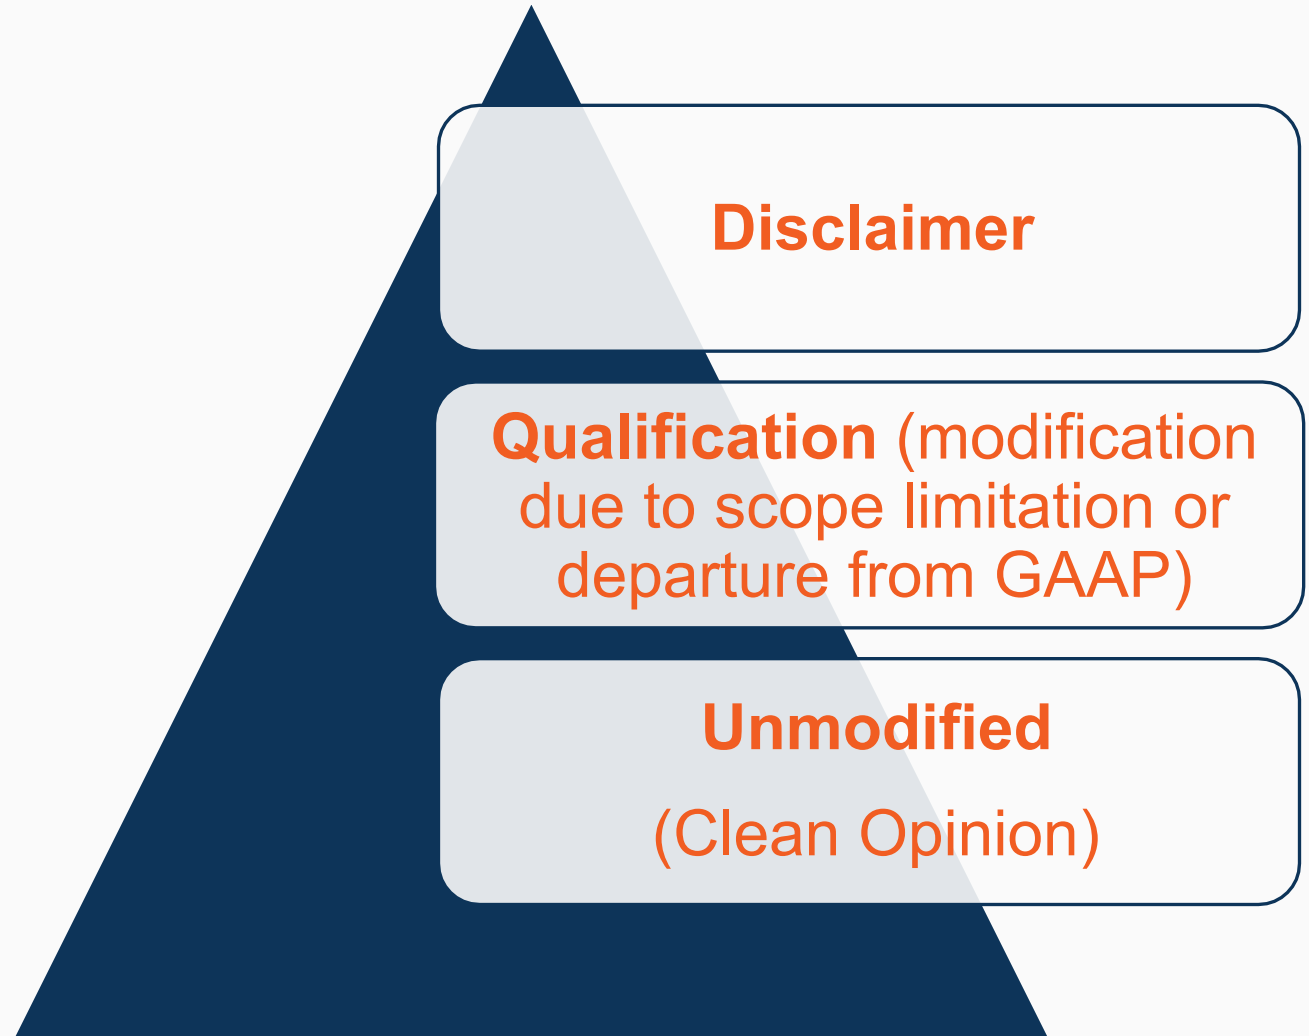 Disclaimer
Qualification (modification
due to scope limitation or
departure from GAAP)
Unmodified
(Clean Opinion)